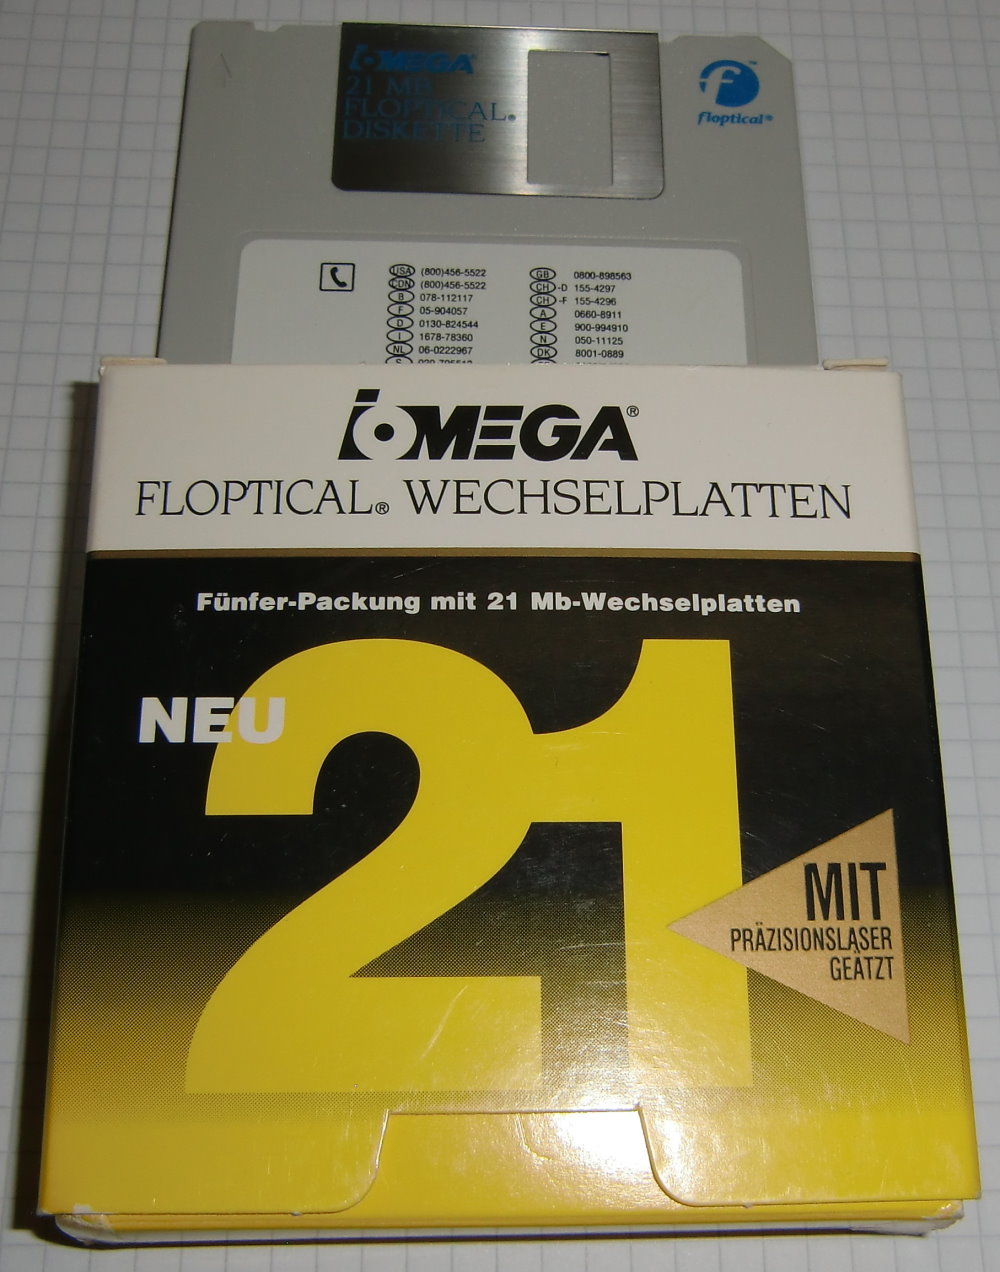 IOMEGA
21 MB
FLOPTICAL®
DISKETTE
f™
floptical®
USA (800)456-5522
CDN (800)456-5522
B 078-112117
F 05-904057
D 0130-824544
I 1678-78360
NL 06-0222967
GB 0800-898563
CH -D 155-4297
CH -F 155-4296
A 0660-8911
E 900-994910
N 050-11125
DK 8001-0889
IOMEGA®
FLOPTICAL® WECHSELPLATTEN
Fünfer-Packung mit 21 Mb-Wechselplatten
NEU
21
MIT
PRÄZISIONSLASER
GEÄTZT